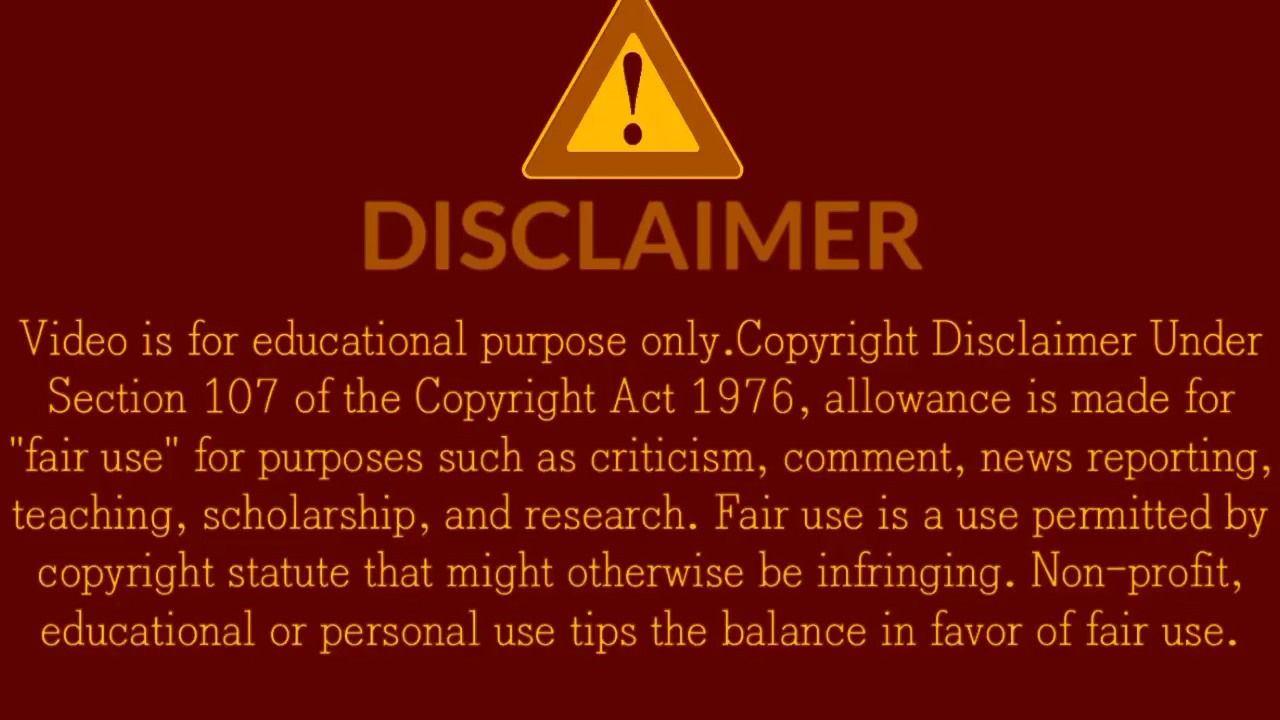 !
DISCLAIMER
Video is for educational purpose only.Copyright Disclaimer Under
Section 107 of the Copyright Act 1976, allowance is made for
"fair use" for purposes such as criticism, comment, news reporting,
teaching, scholarship, and research. Fair use is a use permitted by
copyright statute that might otherwise be infringing. Non-profit,
educational or personal use tips the balance in favor of fair use.